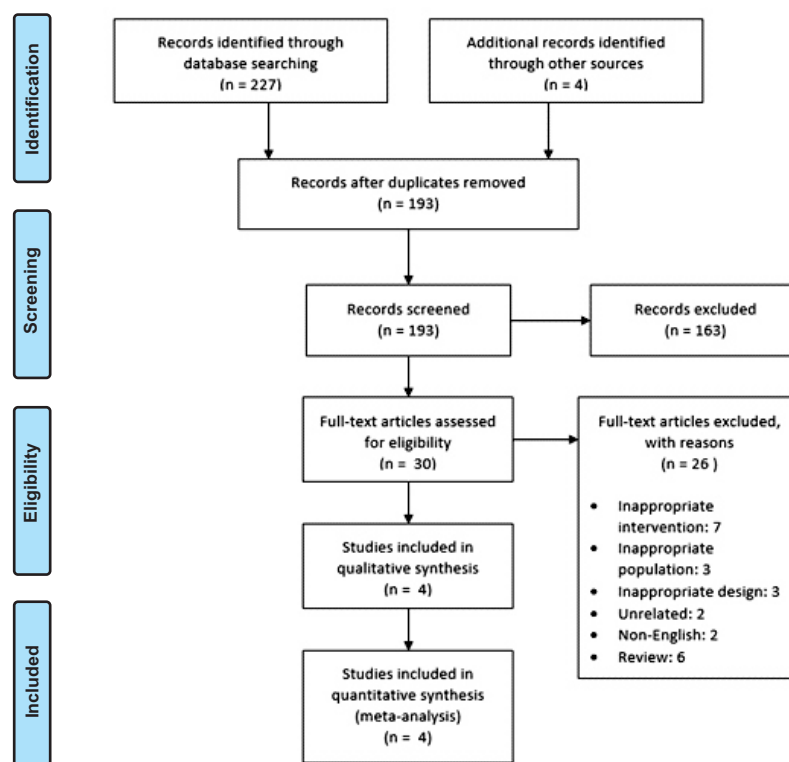 Identification
Records identified through
database searching
(n = 227)
Additional records identified
through other sources
(n = 4)
Records after duplicates removed
(n = 193)
Screening
Records screened
(n = 193)
Records excluded
(n = 163)
Eligibility
Full-text articles assessed
for eligibility
(n = 30)
Full-text articles excluded,
with reasons
(n = 26 )
• Inappropriate
intervention: 7
• Inappropriate
population: 3
• Inappropriate design: 3
• Unrelated: 2
• Non-English: 2
• Review: 6
Studies included in
qualitative synthesis
(n = 4)
Included
Studies included in
quantitative synthesis
(meta-analysis)
(n = 4)